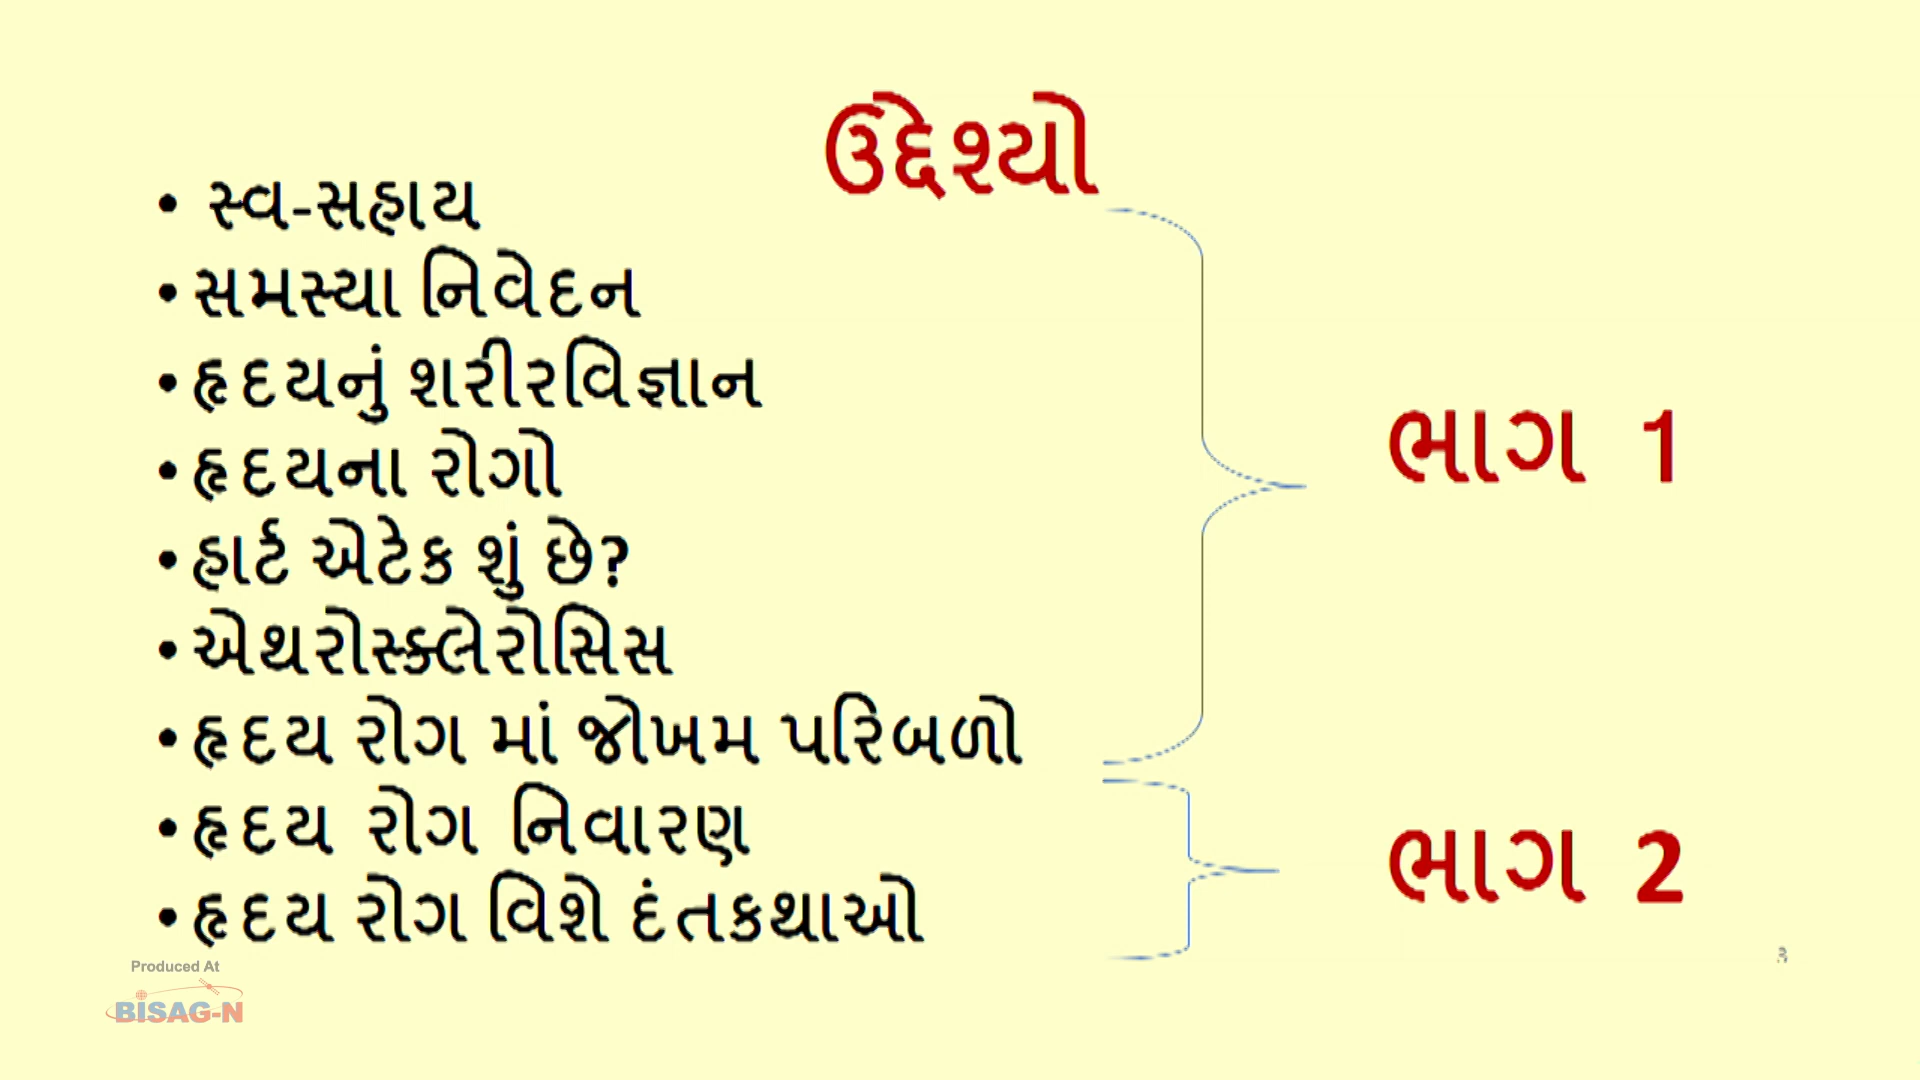 ઉદ્દેશ્યો
• સ્વ-સહાય
• સમસ્યા નિવેદન
• હૃદયનું શરીરવિજ્ઞાન
• હૃદયના રોગો
• હાર્ટ એટેક શું છે?
• એથરોસ્ક્લેરોસિસ
• હૃદય રોગ માં જોખમ પરિબળો
ભાગ 1
• હૃદય રોગ નિવારણ
• હૃદય રોગ વિશે દંતકથાઓ
ભાગ 2
3
Produced At
BISAG-N